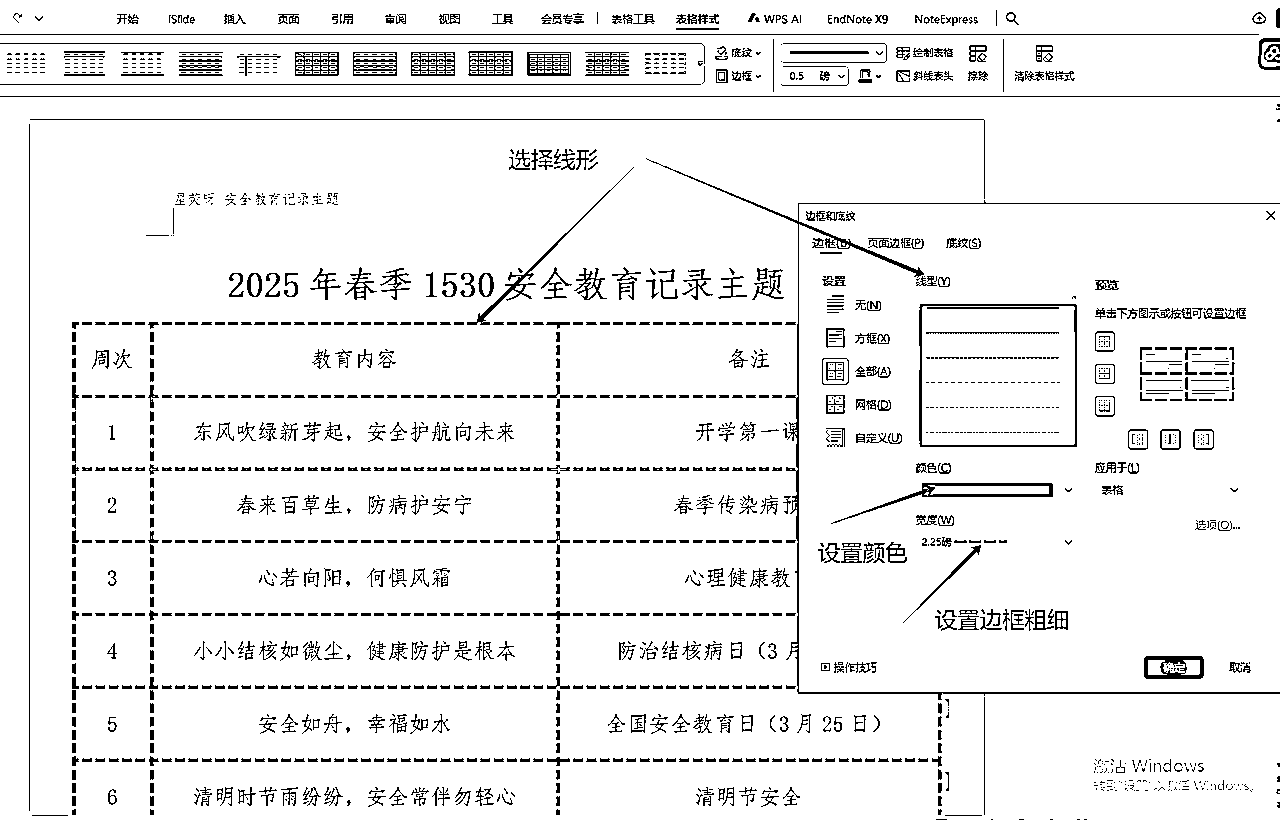 开始 iSlide 插入 页面 引用 审阅 视图 工具 会员专享 表格工具 表格样式 WPS AI EndNote X9 NoteExpress
底纹 绘制表格
边框 0.5 磅 斜线表头 擦除 清除表格样式
选择线形
安全教育记录主题
2025 年春季 1530 安全教育记录主题
周次 教育内容 备注
1 东风吹绿新芽起，安全护航向未来 开学第一课
2 春来百草生，防病护安宁 春季传染病预
3 心若向阳，何惧风霜 心理健康教
4 小小结核如微尘，健康防护是根本 防治结核病日（3 月
5 安全如舟，幸福如水 全国安全教育日（3 月 25 日）
6 清明时节雨纷纷，安全常伴勿轻心 清明节安全
边框和底纹
边框(B) 页面边框(P) 底纹(S)
设置 线型(Y) 预览
无(N)
方框(X)
全部(A)
网格(D)
自定义(U)
单击下方图示或按钮可设置边框
颜色(C) 应用于(L)
表格
宽度(W)
2.25磅
选项(O)...
设置颜色
设置边框粗细
操作技巧 确定 取消
激活 Windows